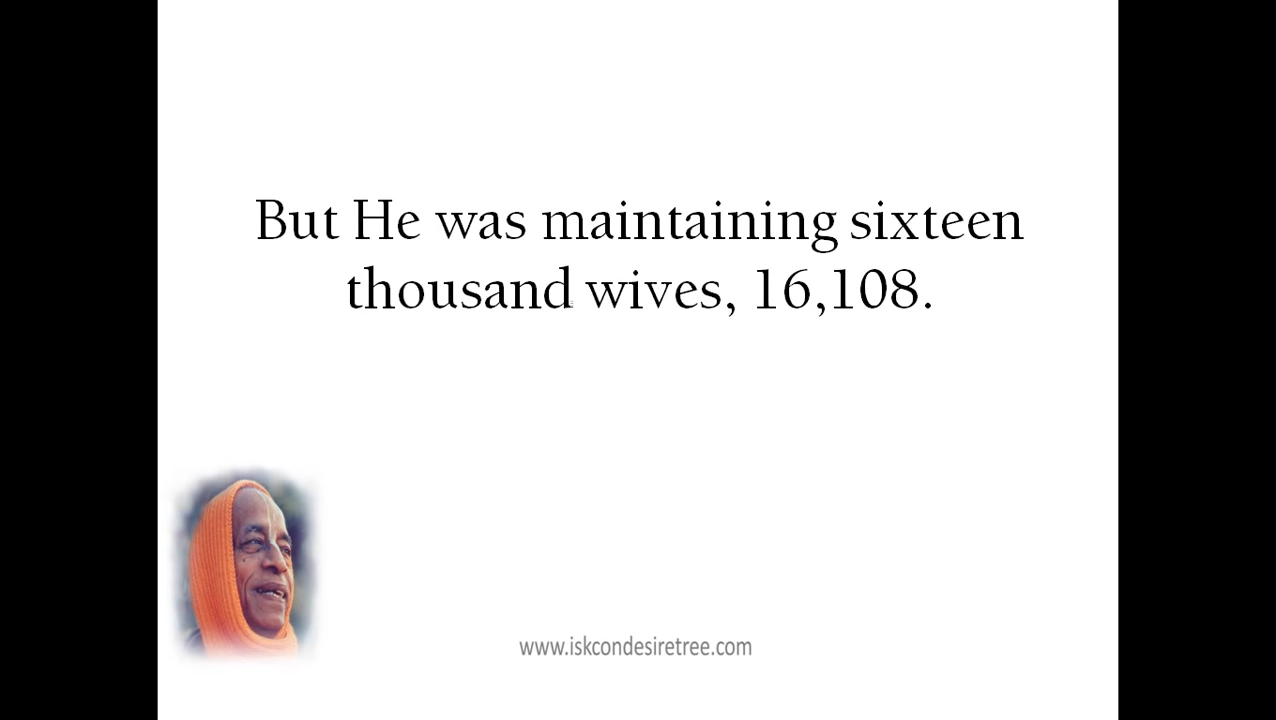 But He was maintaining sixteen
thousand wives, 16,108.
www.iskcondesiretree.com